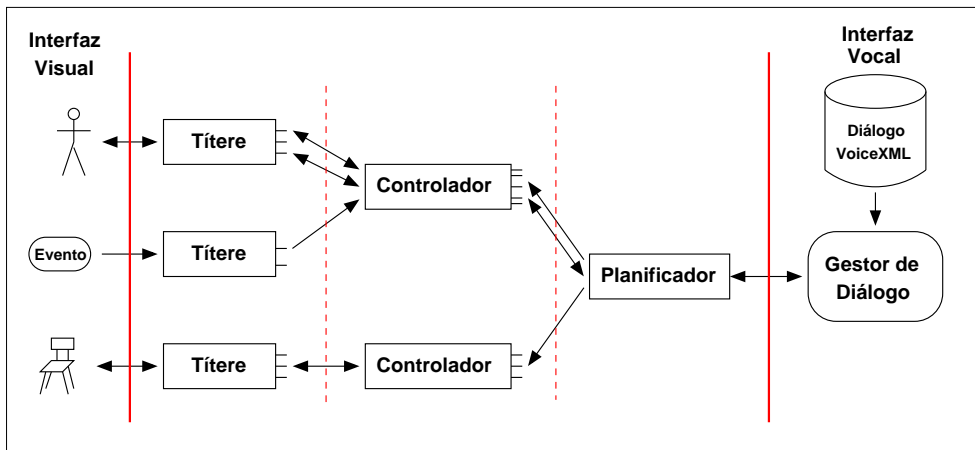 Interfaz
Visual
Interfaz
Vocal
Títere
Controlador
Diálogo
VoiceXML
Evento
Títere
Planificador
Gestor de
Diálogo
Títere
Controlador